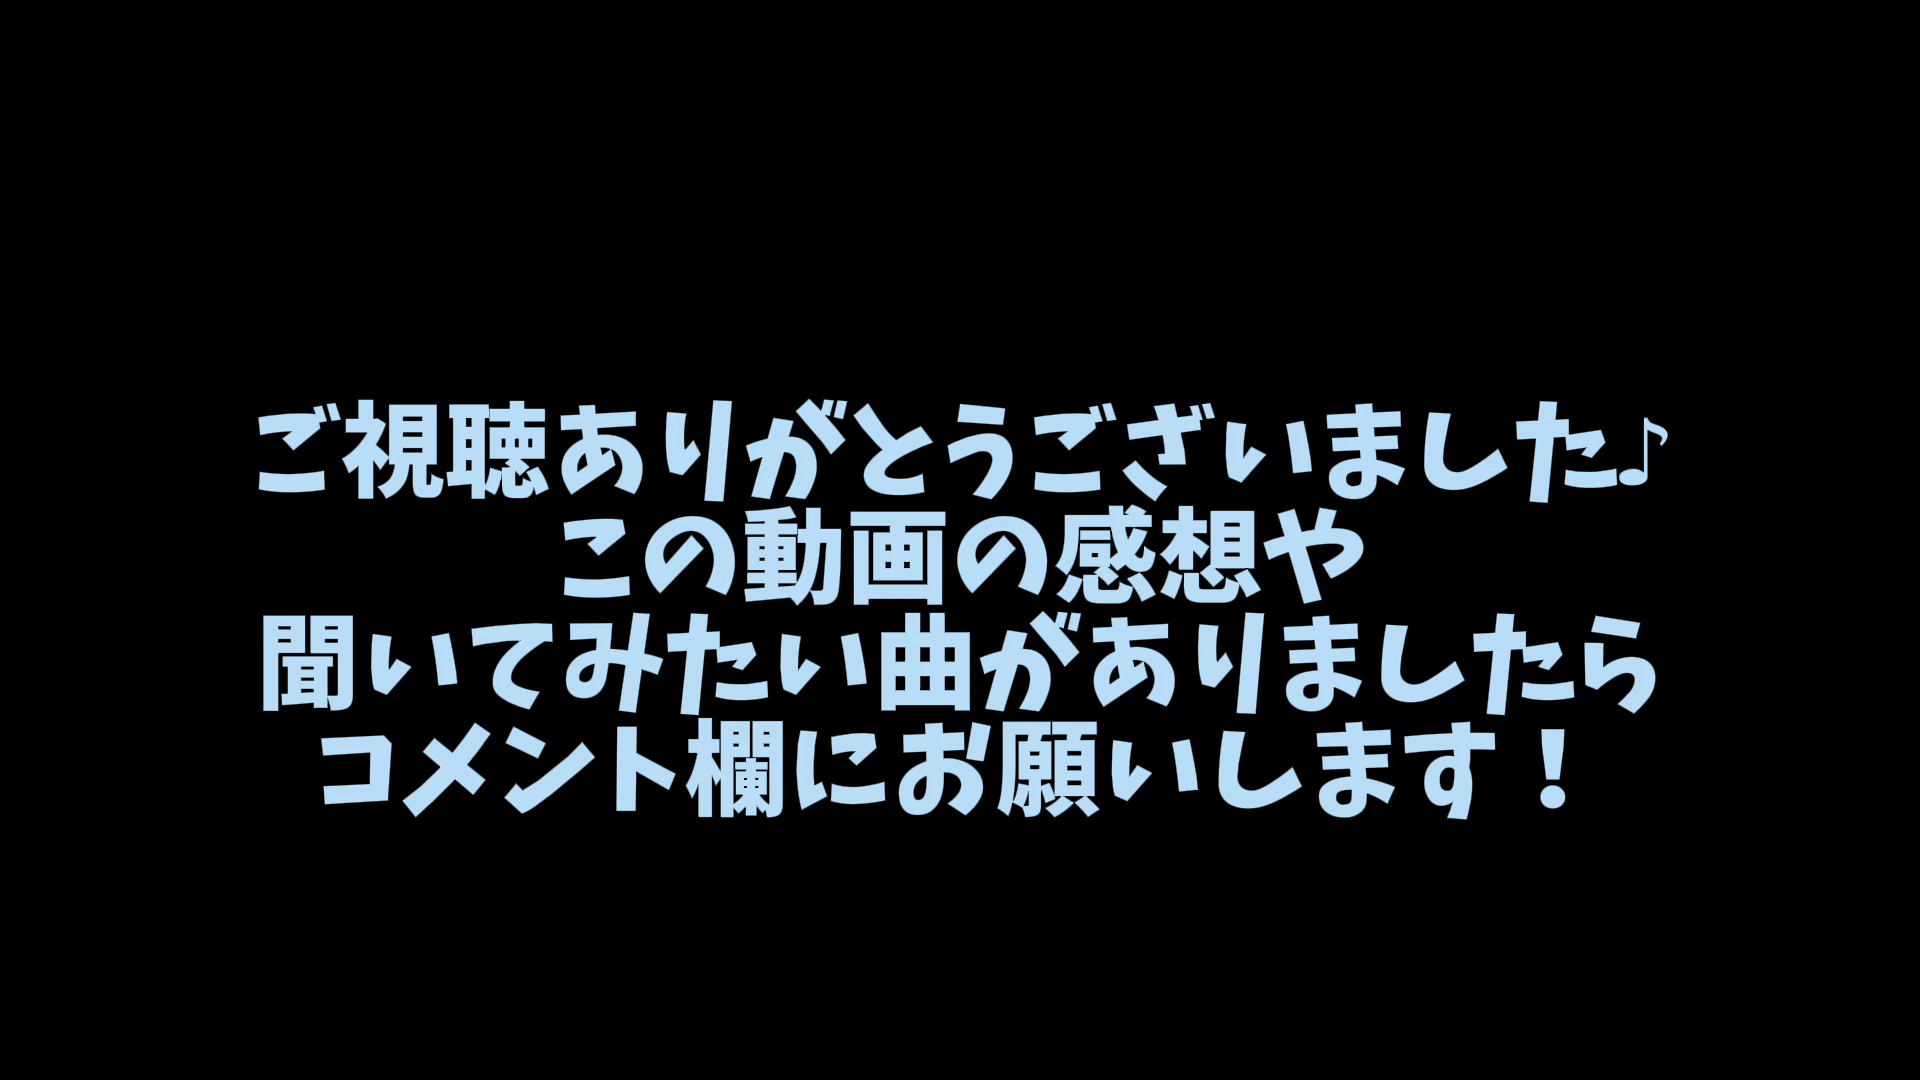 ご視聴ありがとうございました♪
この動画の感想や
聞いてみたい曲がありましたら
コメント欄にお願いします！